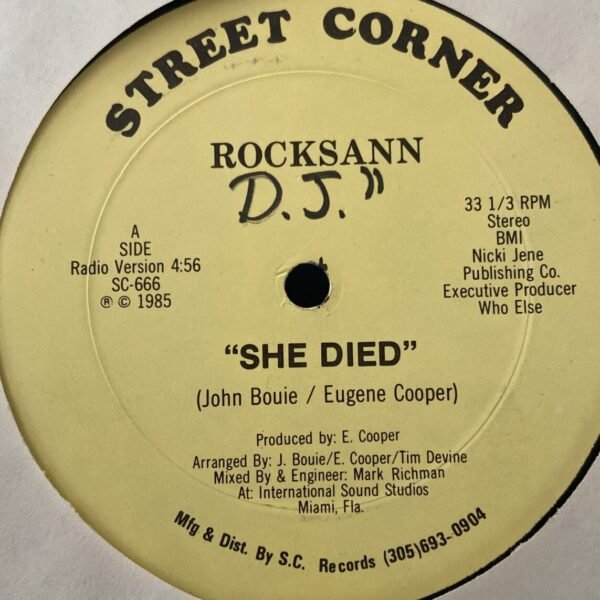 STREET CORNER
ROCKSANN
D.J."
A
SIDE
Radio Version 4:56
SC-666
℗ © 1985
33 1/3 RPM
Stereo
BMI
Nicki Jene
Publishing Co.
Executive Producer
Who Else
“SHE DIED”
(John Bouie / Eugene Cooper)
Produced by: E. Cooper
Arranged By: J. Bouie/E. Cooper/Tim Devine
Mixed By & Engineer: Mark Richman
At: International Sound Studios
Miami, Fla.
Mfg & Dist. By S.C. Records (305)693-0904